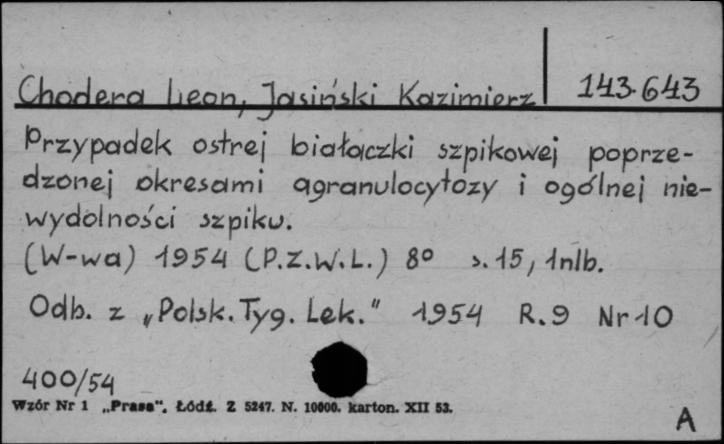 Chodera Leon, Jasiński Kazimierz 143.643
Przypadek ostrej białaczki szpikowej poprze-
dzonej okresami agranulocytozy i ogólnej nie-
wydolności szpiku.
(W-wa) 1954 (P.Z.W.L.) 8° s. 15, 1nlb.
Odb. z „Polsk. Tyg. Lek." 1954 R. 9 Nr 10
400/54
Wzór Nr 1 „Prasa". Łódź. Z 5247. N. 10000. karton. XII 53.
A